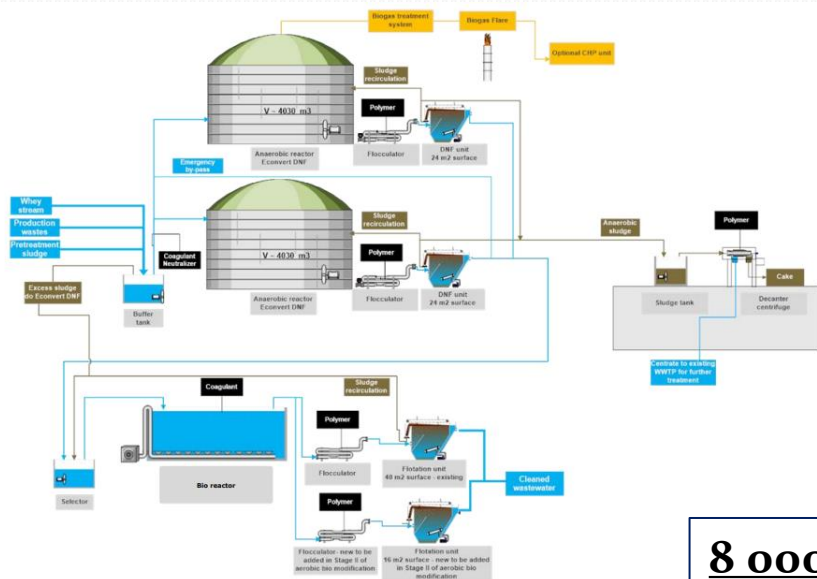 Biogas treatment
system
Biogas Flare
Optional CHP unit
Sludge
recirculation
Polymer
V - 4030 m3
Anaerobic reactor
Econvert DNF
Flocculator
DNF unit
24 m2 surface
Emergency
by-pass
Whey
stream
Production
wastes
Pretreatment
sludge
Coagulant
Neutralizer
Sludge
recirculation
Polymer
V - 4030 m3
Anaerobic reactor
Econvert DNF
Flocculator
DNF unit
24 m2 surface
Excess sludge
do Econvert DNF
Buffer
tank
Anaerobic
sludge
Polymer
Cake
Sludge tank
Decanter
centrifuge
Centrate to existing
WWTP for further
treatment
Coagulant
Sludge
recirculation
Polymer
Bio reactor
Selector
Flocculator
Flotation unit
40 m2 surface - existing
Cleaned
wastewater
Polymer
Flocculator- new to be
added in Stage II of
aerobic bio modification
Flotation unit
16 m2 surface - new to be added
in Stage II of aerobic bio
modification
8 000